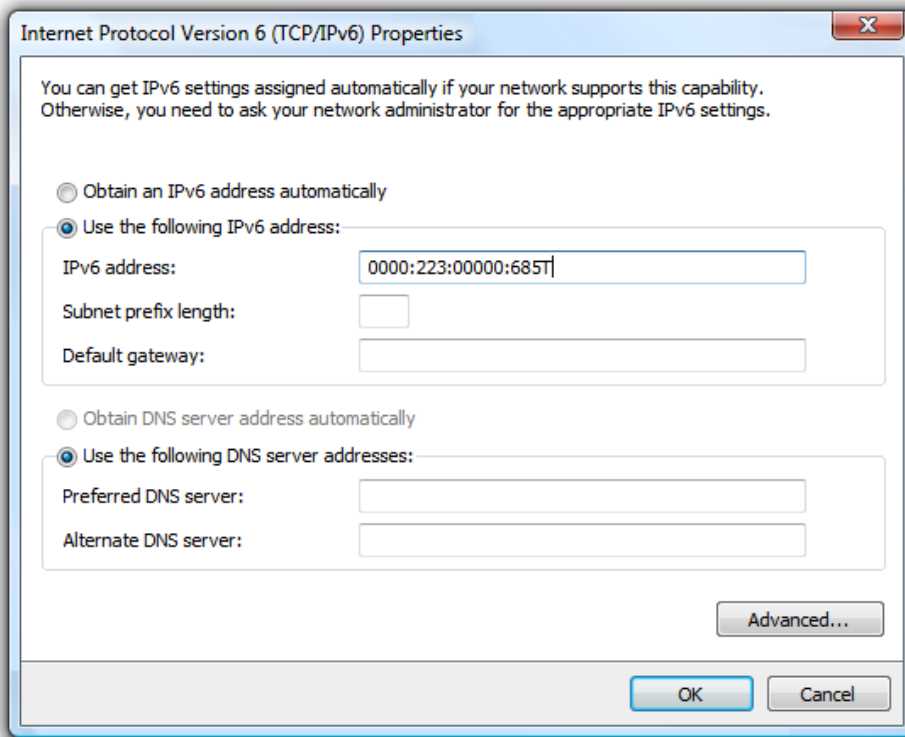 Internet Protocol Version 6 (TCP/IPv6) Properties
You can get IPv6 settings assigned automatically if your network supports this capability.
Otherwise, you need to ask your network administrator for the appropriate IPv6 settings.
Obtain an IPv6 address automatically
Use the following IPv6 address:
IPv6 address: 0000:223:00000:685T
Subnet prefix length:
Default gateway:
Obtain DNS server address automatically
Use the following DNS server addresses:
Preferred DNS server:
Alternate DNS server:
Advanced...
OK Cancel